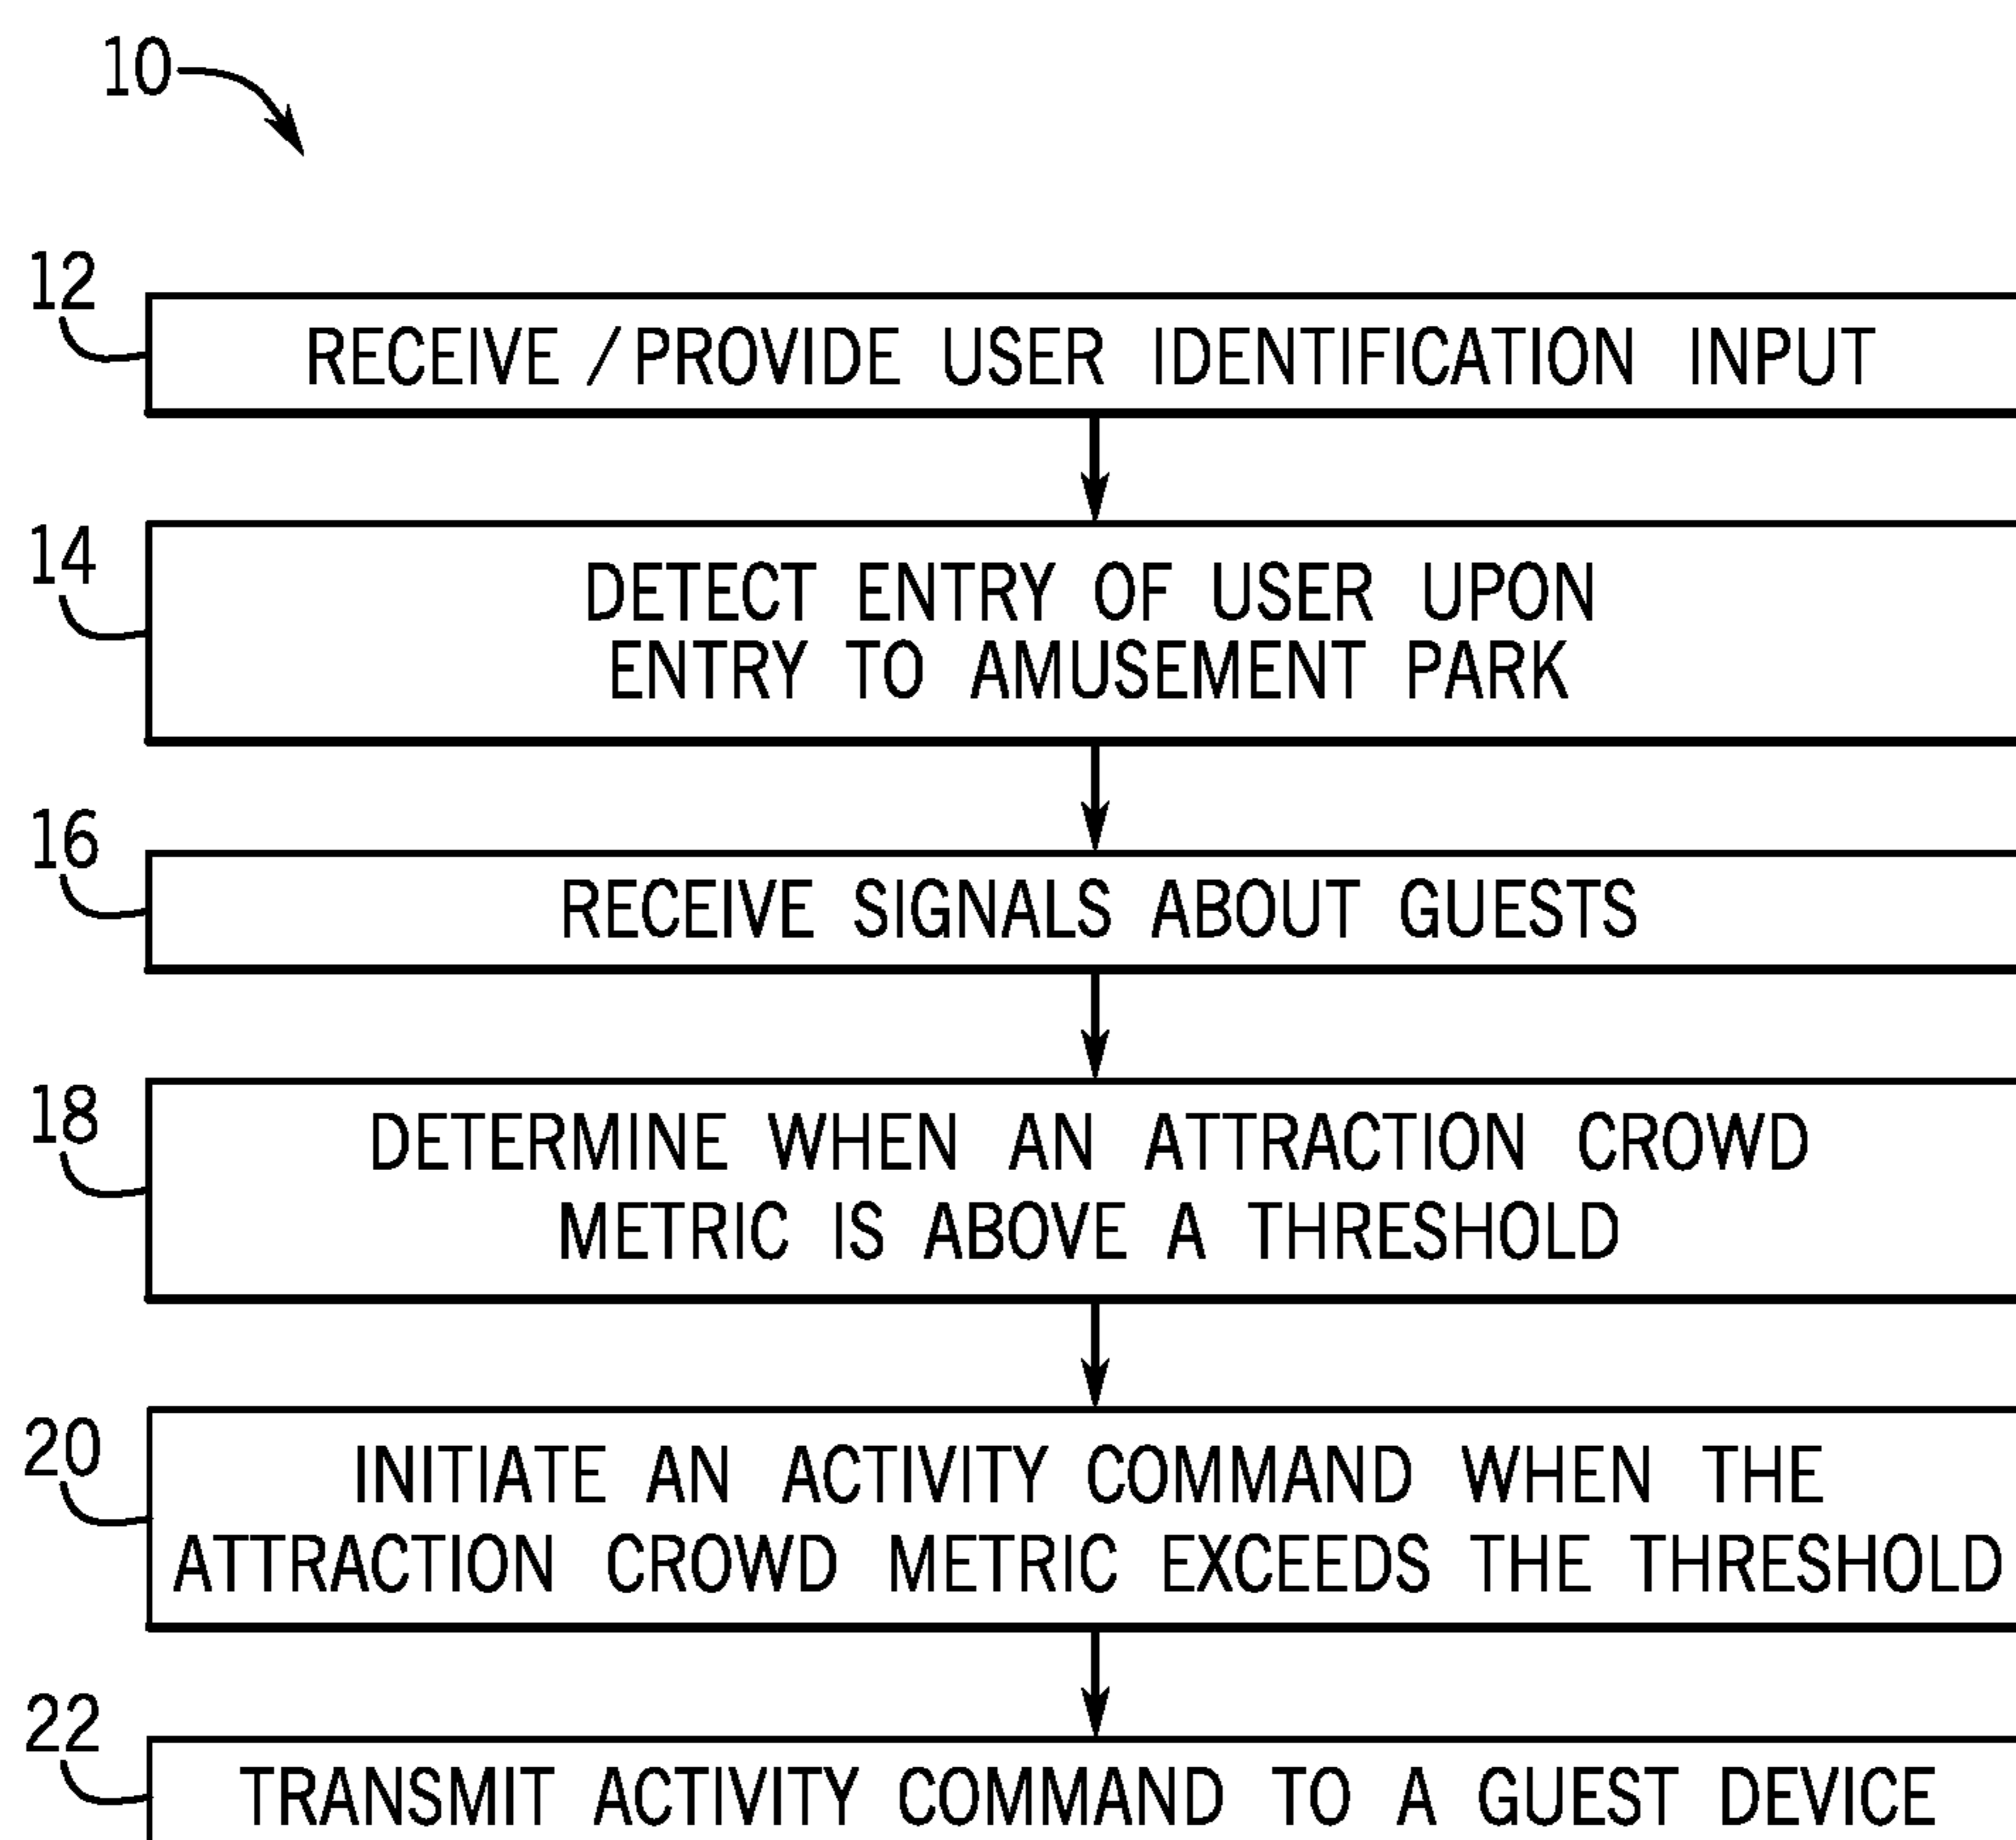 10
12
RECEIVE / PROVIDE USER IDENTIFICATION INPUT
14
DETECT ENTRY OF USER UPON
ENTRY TO AMUSEMENT PARK
16
RECEIVE SIGNALS ABOUT GUESTS
18
DETERMINE WHEN AN ATTRACTION CROWD
METRIC IS ABOVE A THRESHOLD
20
INITIATE AN ACTIVITY COMMAND WHEN THE
ATTRACTION CROWD METRIC EXCEEDS THE THRESHOLD
22
TRANSMIT ACTIVITY COMMAND TO A GUEST DEVICE